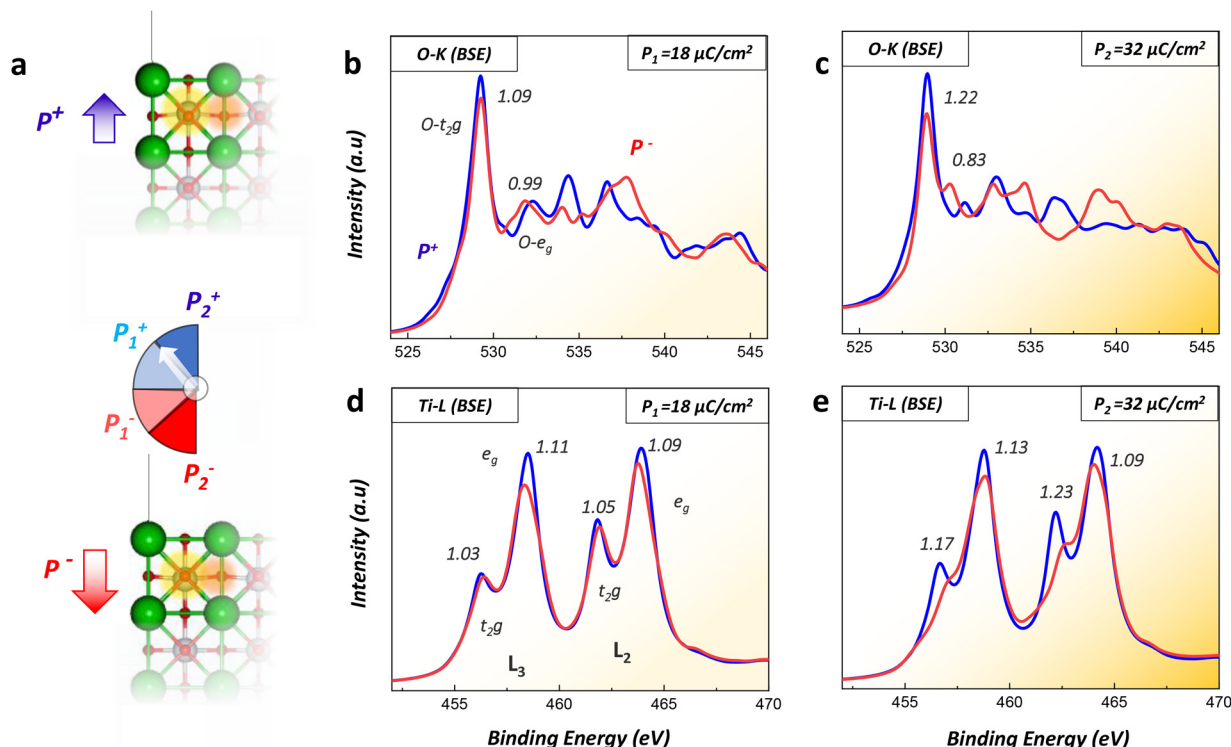 a
P+
P2+
P1+
P1-
P2-
P -
b
O-K (BSE)
P1=18 μC/cm2
1.09
O-t2g
P -
0.99
P+
O-eg
Intensity (a.u)
525 530 535 540 545
c
O-K (BSE)
P2=32 μC/cm2
1.22
0.83
525 530 535 540 545
d
Ti-L (BSE)
P1=18 μC/cm2
eg
1.11
1.09
1.05
eg
1.03
t2g
t2g
L3
L2
Intensity (a.u)
455 460 465 470
Binding Energy (eV)
e
Ti-L (BSE)
P2=32 μC/cm2
1.13
1.09
1.23
1.17
455 460 465 470
Binding Energy (eV)